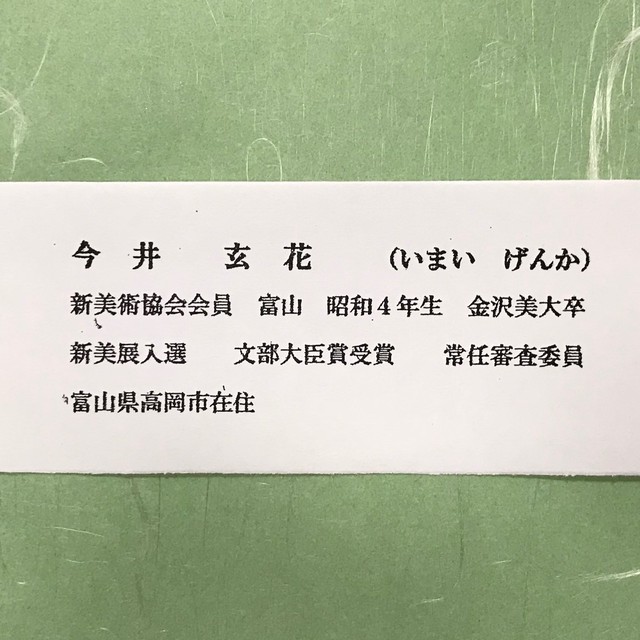 今井　玄花　（いまい　げんか）
新美術協会会員　富山　昭和４年生　金沢美大卒
新美展入選　文部大臣賞受賞　常任審査委員
富山県高岡市在住